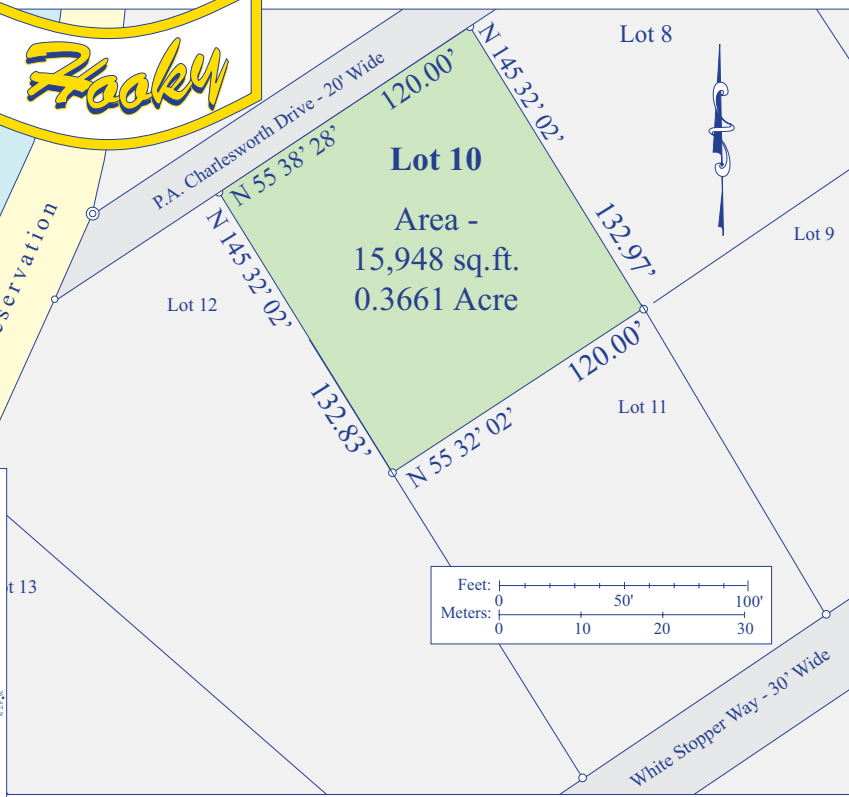 Hooky
Lot 8
P.A. Charlesworth Drive - 20' Wide
120.00’
N 55 38’ 28’
N 145 32’ 02’
132.97’
Lot 10
Area -
15,948 sq.ft.
0.3661 Acre
N 145 32’ 02’
132.83’
120.00’
N 55 32’ 02’
Lot 9
Lot 12
Lot 11
eservation
t 13
Feet:
0 50' 100'
Meters:
0 10 20 30
White Stopper Way - 30’ Wide